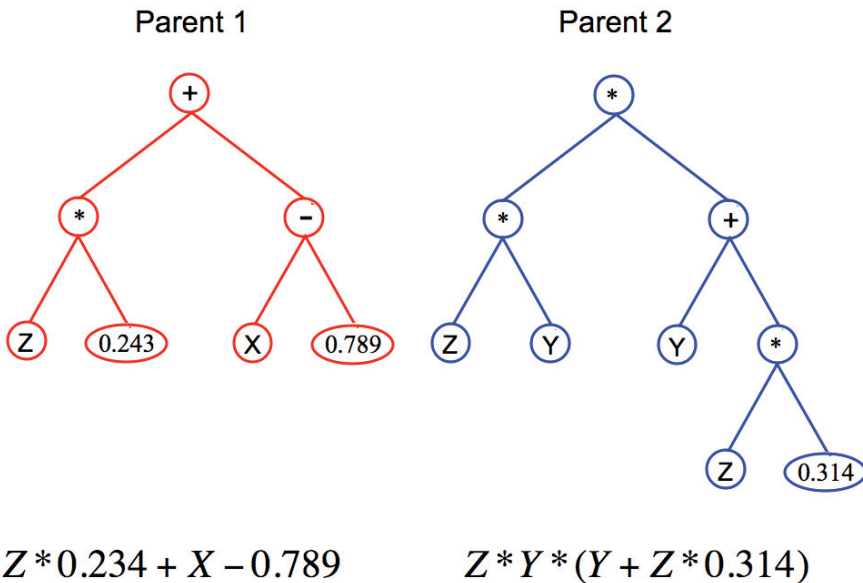 Parent 1 Parent 2
+ *
* - * +
Z 0.243 X 0.789 Z Y Y *
Z 0.314
Z*0.234 + X − 0.789 Z*Y*(Y + Z*0.314)